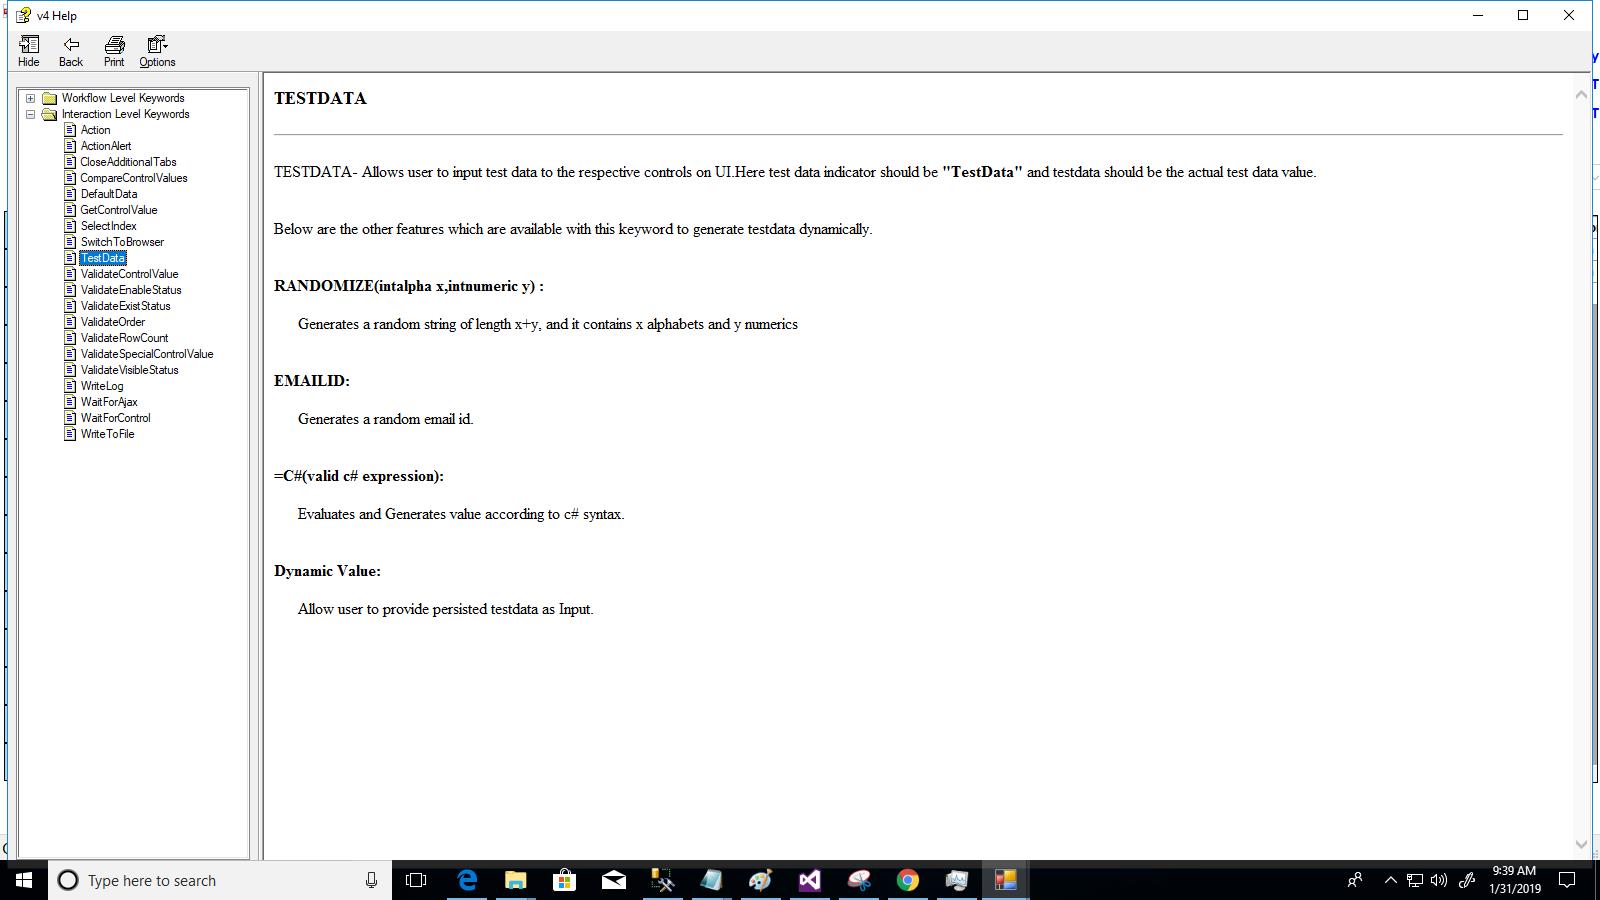 v4 Help
Hide
Back
Print
Options
Workflow Level Keywords
Interaction Level Keywords
Action
ActionAlert
CloseAdditionalTabs
CompareControlValues
DefaultData
GetControlValue
SelectIndex
SwitchToBrowser
TestData
ValidateControlValue
ValidateEnableStatus
ValidateExistStatus
ValidateOrder
ValidateRowCount
ValidateSpecialControlValue
ValidateVisibleStatus
WriteLog
WaitForAjax
WaitForControl
WriteToFile
TESTDATA
TESTDATA- Allows user to input test data to the respective controls on UI.Here test data indicator should be "TestData" and testdata should be the actual test data value.
Below are the other features which are available with this keyword to generate testdata dynamically.
RANDOMIZE(intalpha x,intnumeric y) :
Generates a random string of length x+y, and it contains x alphabets and y numerics
EMAILID:
Generates a random email id.
=C#(valid c# expression):
Evaluates and Generates value according to c# syntax.
Dynamic Value:
Allow user to provide persisted testdata as Input.
Type here to search
9:39 AM
1/31/2019